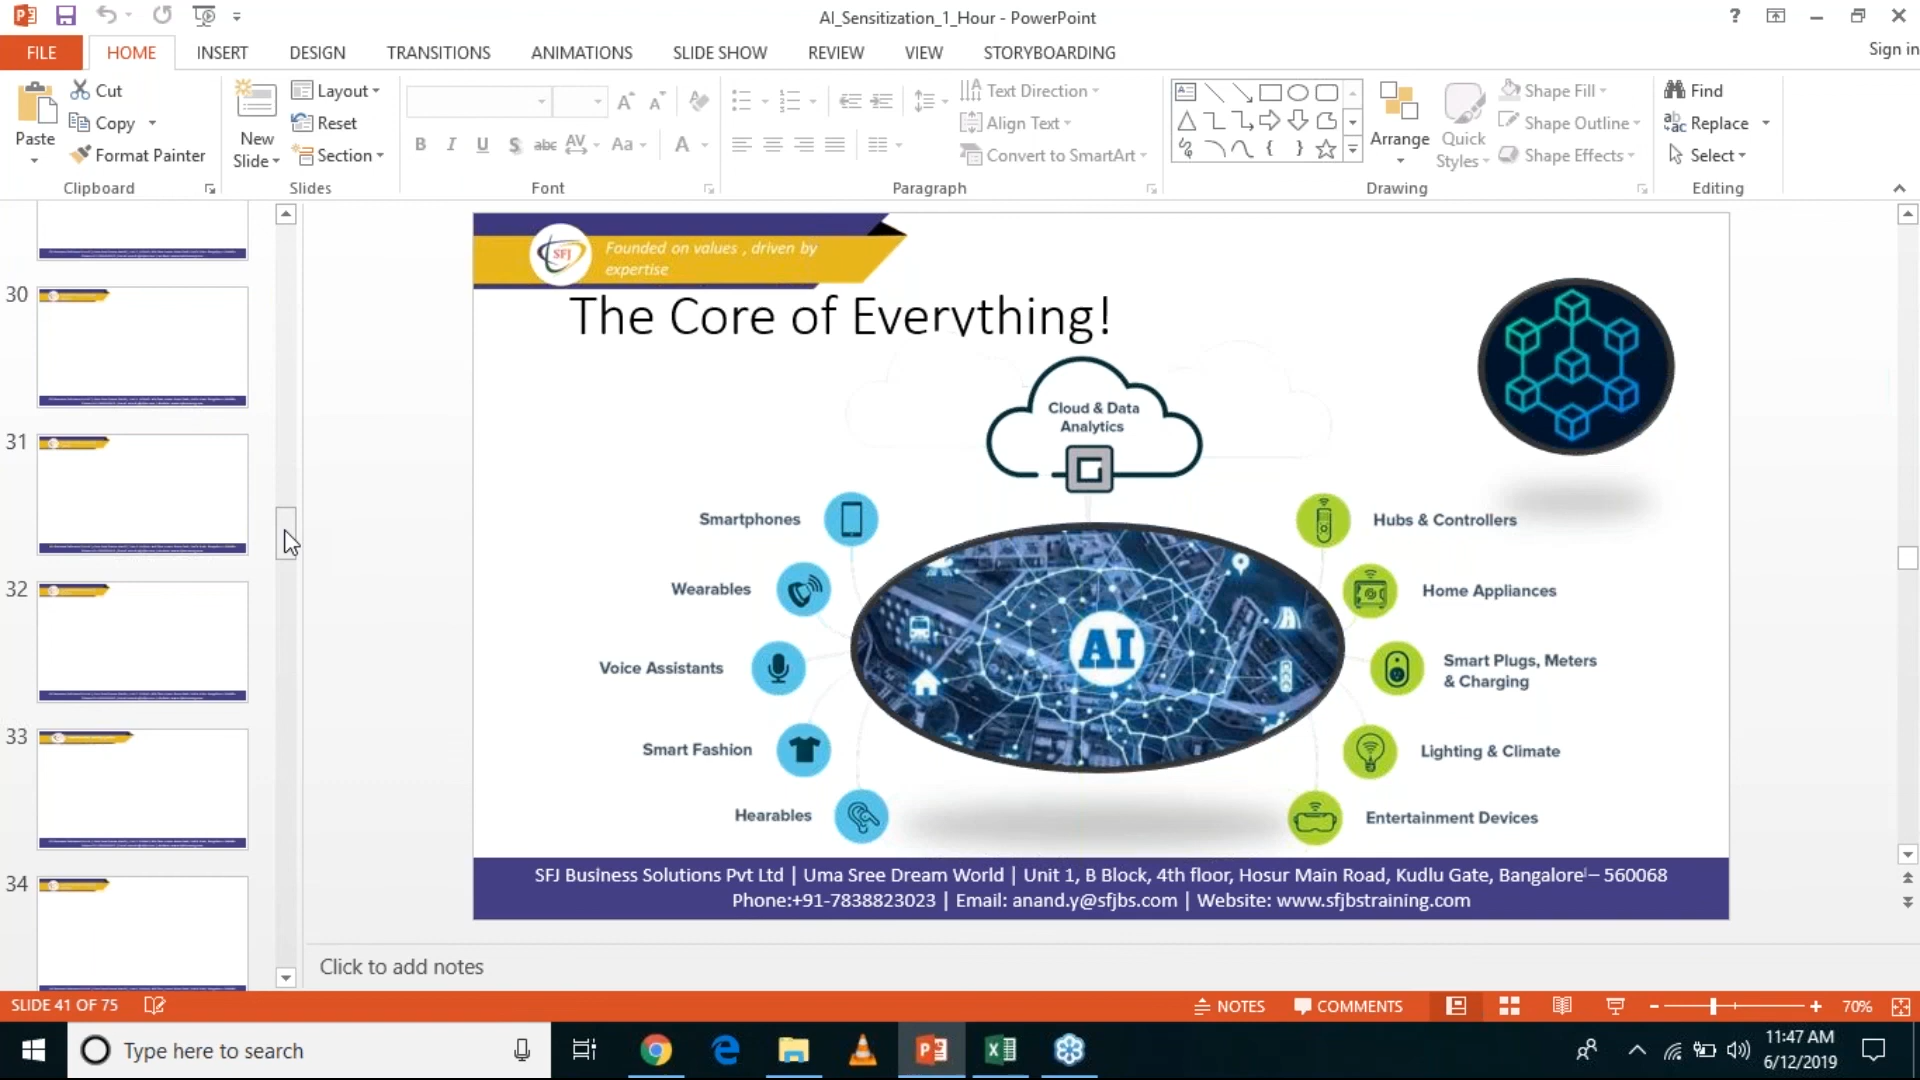 AI_Sensitization_1_Hour - PowerPoint
?
FILE
HOME
INSERT
DESIGN
TRANSITIONS
ANIMATIONS
SLIDE SHOW
REVIEW
VIEW
STORYBOARDING
Sign in
Paste
Cut
Copy
Format Painter
Clipboard
New
Slide
Layout
Reset
Section
Slides
B I U S abc AV Aa A
Font
Text Direction
Align Text
Convert to SmartArt
Paragraph
Arrange
Quick
Styles
Shape Fill
Shape Outline
Shape Effects
Drawing
Find
Replace
Select
Editing
30
31
32
33
34
SFJ
Founded on values , driven by
expertise
The Core of Everything!
Cloud & Data
Analytics
Smartphones
Wearables
Voice Assistants
Smart Fashion
Hearables
AI
Hubs & Controllers
Home Appliances
Smart Plugs, Meters
& Charging
Lighting & Climate
Entertainment Devices
SFJ Business Solutions Pvt Ltd | Uma Sree Dream World | Unit 1, B Block, 4th floor, Hosur Main Road, Kudlu Gate, Bangalore – 560068
Phone:+91-7838823023 | Email: anand.y@sfjbs.com | Website: www.sfjbstraining.com
Click to add notes
SLIDE 41 OF 75
NOTES
COMMENTS
70%
Type here to search
11:47 AM
6/12/2019